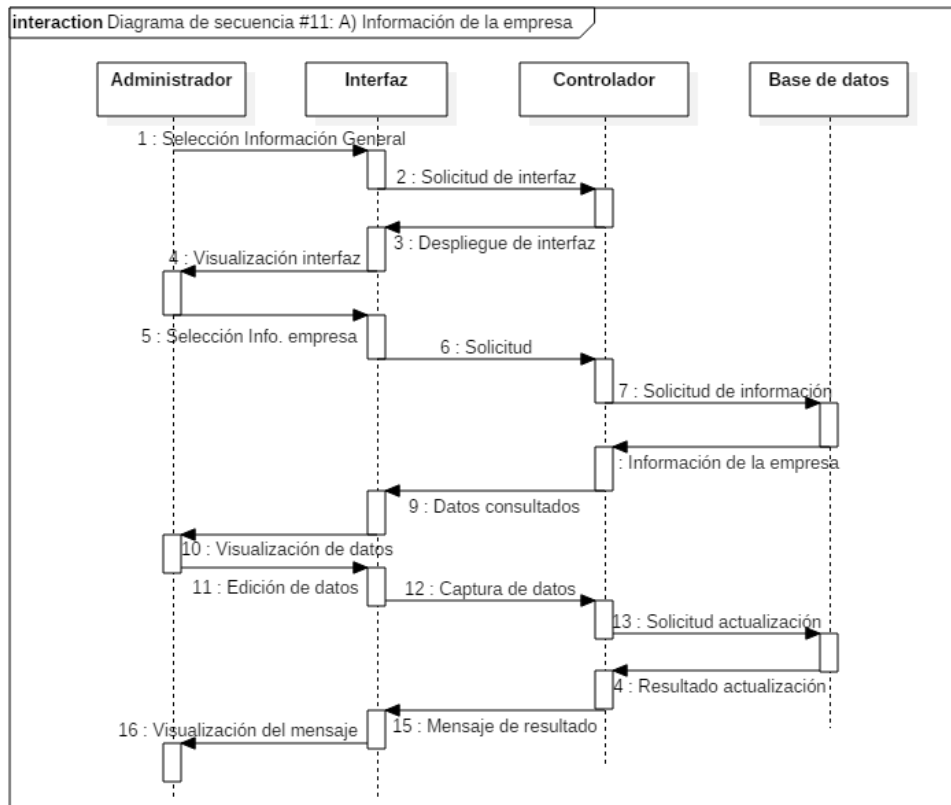 interaction Diagrama de secuencia #11: A) Información de la empresa
Administrador
Interfaz
Controlador
Base de datos
1 : Selección Información General
2 : Solicitud de interfaz
3 : Despliegue de interfaz
4 : Visualización interfaz
5 : Selección Info. empresa
6 : Solicitud
7 : Solicitud de información
: Información de la empresa
9 : Datos consultados
10 : Visualización de datos
11 : Edición de datos
12 : Captura de datos
13 : Solicitud actualización
4 : Resultado actualización
15 : Mensaje de resultado
16 : Visualización del mensaje